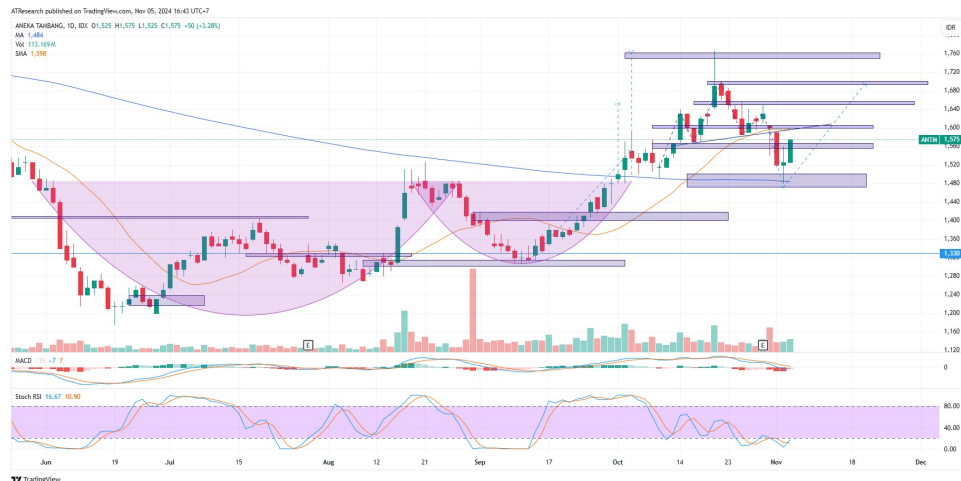 ATResearch published on TradingView.com, Nov 05, 2024 16:43 UTC+7
ANEKA TAMBANG, 1D, IDX O1,525 H1,575 L1,525 C1,575 +50 (+3.28%)
MA 1,484
Vol 113.169M
SMA 1,598
IDR
1,760
1,720
1,680
1,640
1,600
ANTM 1,575
1,560
1,520
1,480
1,440
1,400
1,360
1,330
1,280
1,240
1,200
1,160
1,120
E
E
MACD -15 -7 7
0
Stoch RSI 16.67 10.90
80.00
40.00
0.00
Jun 19 Jul 15 Aug 12 21 Sep 17 Oct 14 23 Nov 18 Dec
TradingView